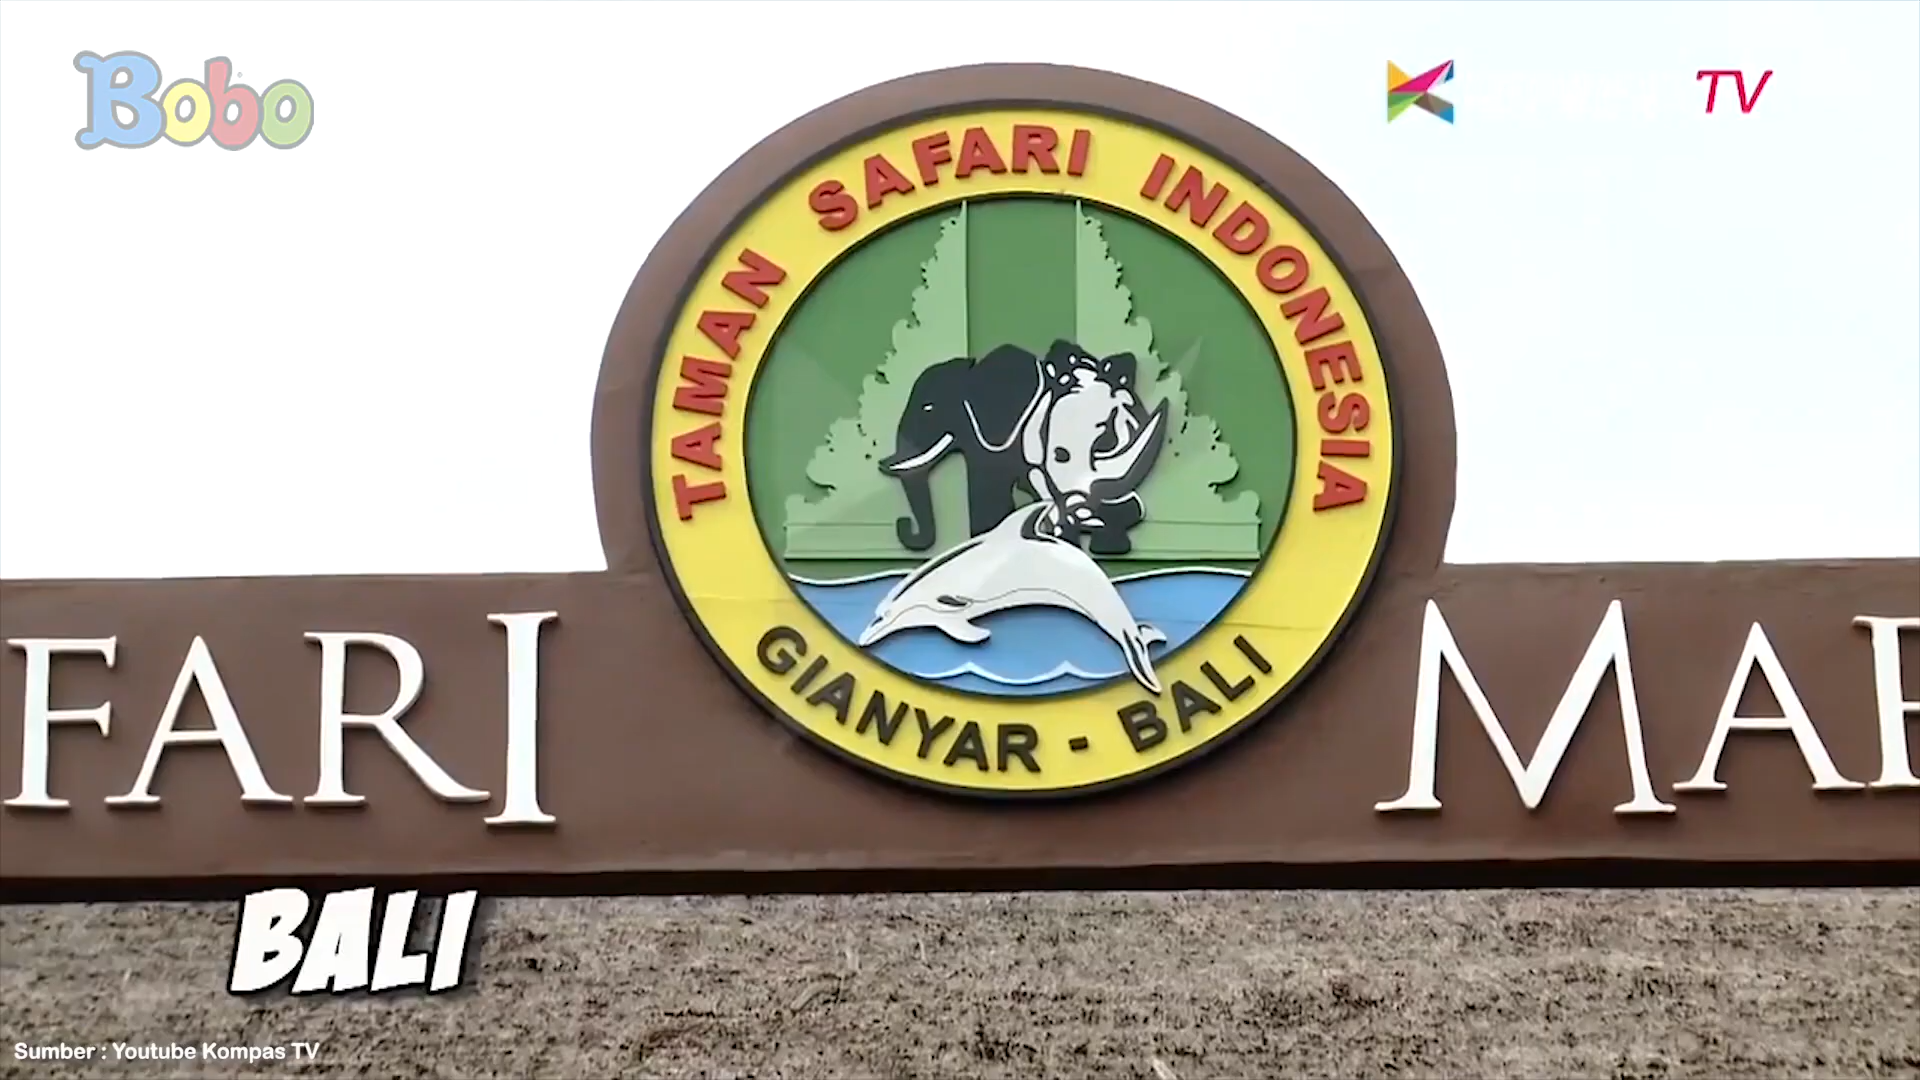 Bobo
TV
TAMAN SAFARI INDONESIA
GIANYAR - BALI
FARI
MA
BALI
Sumber : Youtube Kompas TV